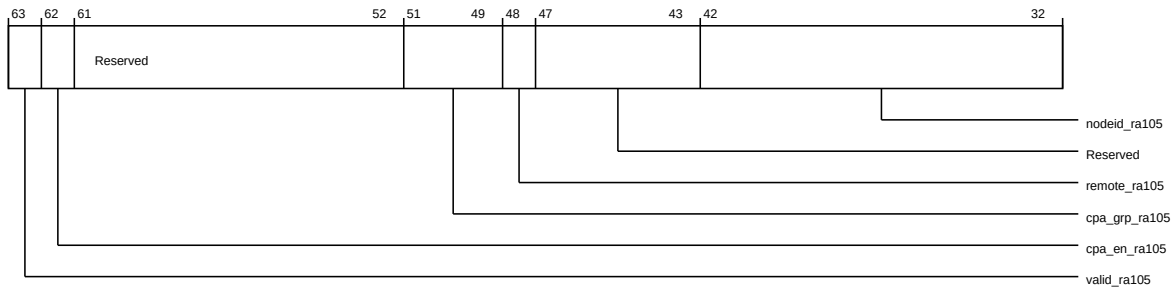 63 62 61 52 51 49 48 47 43 42 32
Reserved
nodeid_ra105
Reserved
remote_ra105
cpa_grp_ra105
cpa_en_ra105
valid_ra105